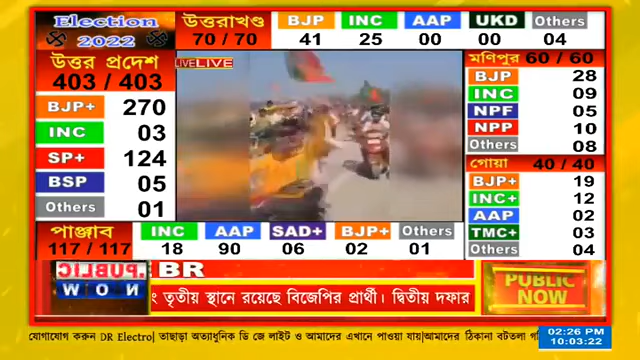 Election 2022
উত্তরাখণ্ড
70 / 70
BJP INC AAP UKD Others
41 25 00 00 04
উত্তর প্রদেশ
403 / 403
BJP+ 270
INC 03
SP+ 124
BSP 05
Others 01
LIVE LIVE
মণিপুর 60 / 60
BJP 28
INC 09
NPF 05
NPP 10
Others 08
গোয়া 40 / 40
BJP+ 19
INC+ 12
AAP 02
TMC+ 03
Others 04
পাঞ্জাব
117 / 117
INC AAP SAD+ BJP+ Others
18 90 06 02 01
PUBLIC NOW
BR
তৃতীয় স্থানে রয়েছে বিজেপির প্রার্থী। দ্বিতীয় দফার
PUBLIC NOW
যোগাযোগ করুন DR Electro| তাছাড়া অত্যাধুনিক ডি জে লাইট ও আমাদের এখানে পাওয়া যায়|আমাদের ঠিকানা বটতলা
02:26 PM
10:03:22